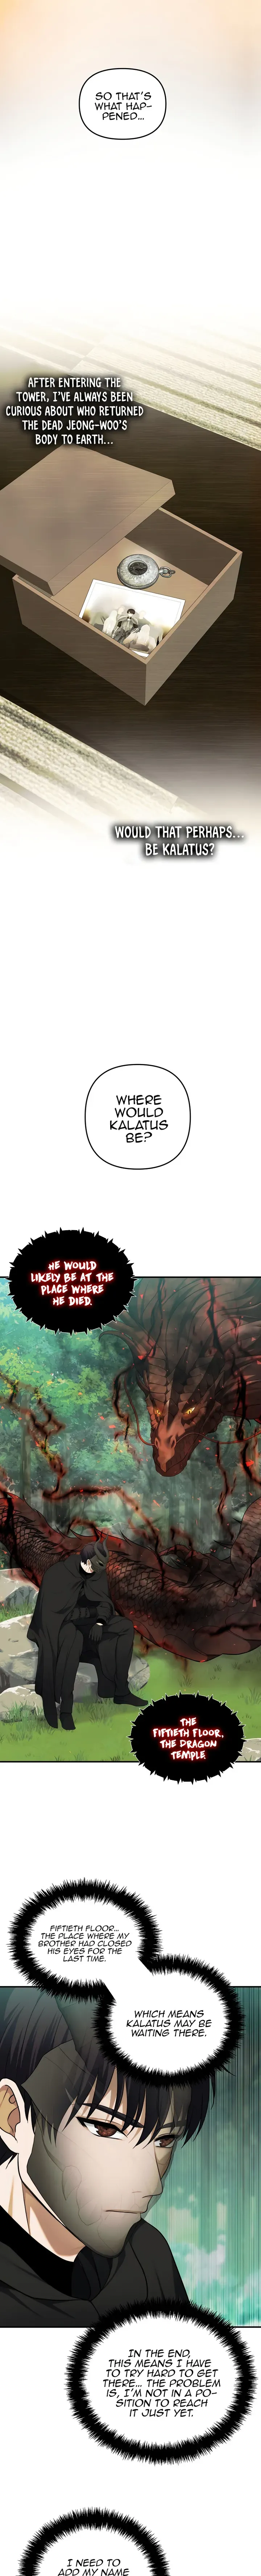 SO THAT'S
WHAT HAP-
PENED...
AFTER ENTERING THE
TOWER, I'VE ALWAYS BEEN
CURIOUS ABOUT WHO RETURNED
THE DEAD JEONG-WOO'S
BODY TO EARTH...
WOULD THAT PERHAPS...
BE KALATUS?
WHERE
WOULD
KALATUS
BE?
HE WOULD
LIKELY BE AT THE
PLACE WHERE
HE DIED.
THE
FIFTIETH FLOOR,
THE DRAGON
TEMPLE.
FIFTIETH FLOOR...
THE PLACE WHERE MY
BROTHER HAD CLOSED
HIS EYES FOR THE
LAST TIME.
WHICH MEANS
KALATUS MAY BE
WAITING THERE.
IN THE END,
THIS MEANS I HAVE
TO TRY HARD TO GET
THERE... THE PROBLEM
IS, I'M NOT IN A PO-
SITION TO REACH
IT JUST YET.
I NEED TO
ADD MY NAME